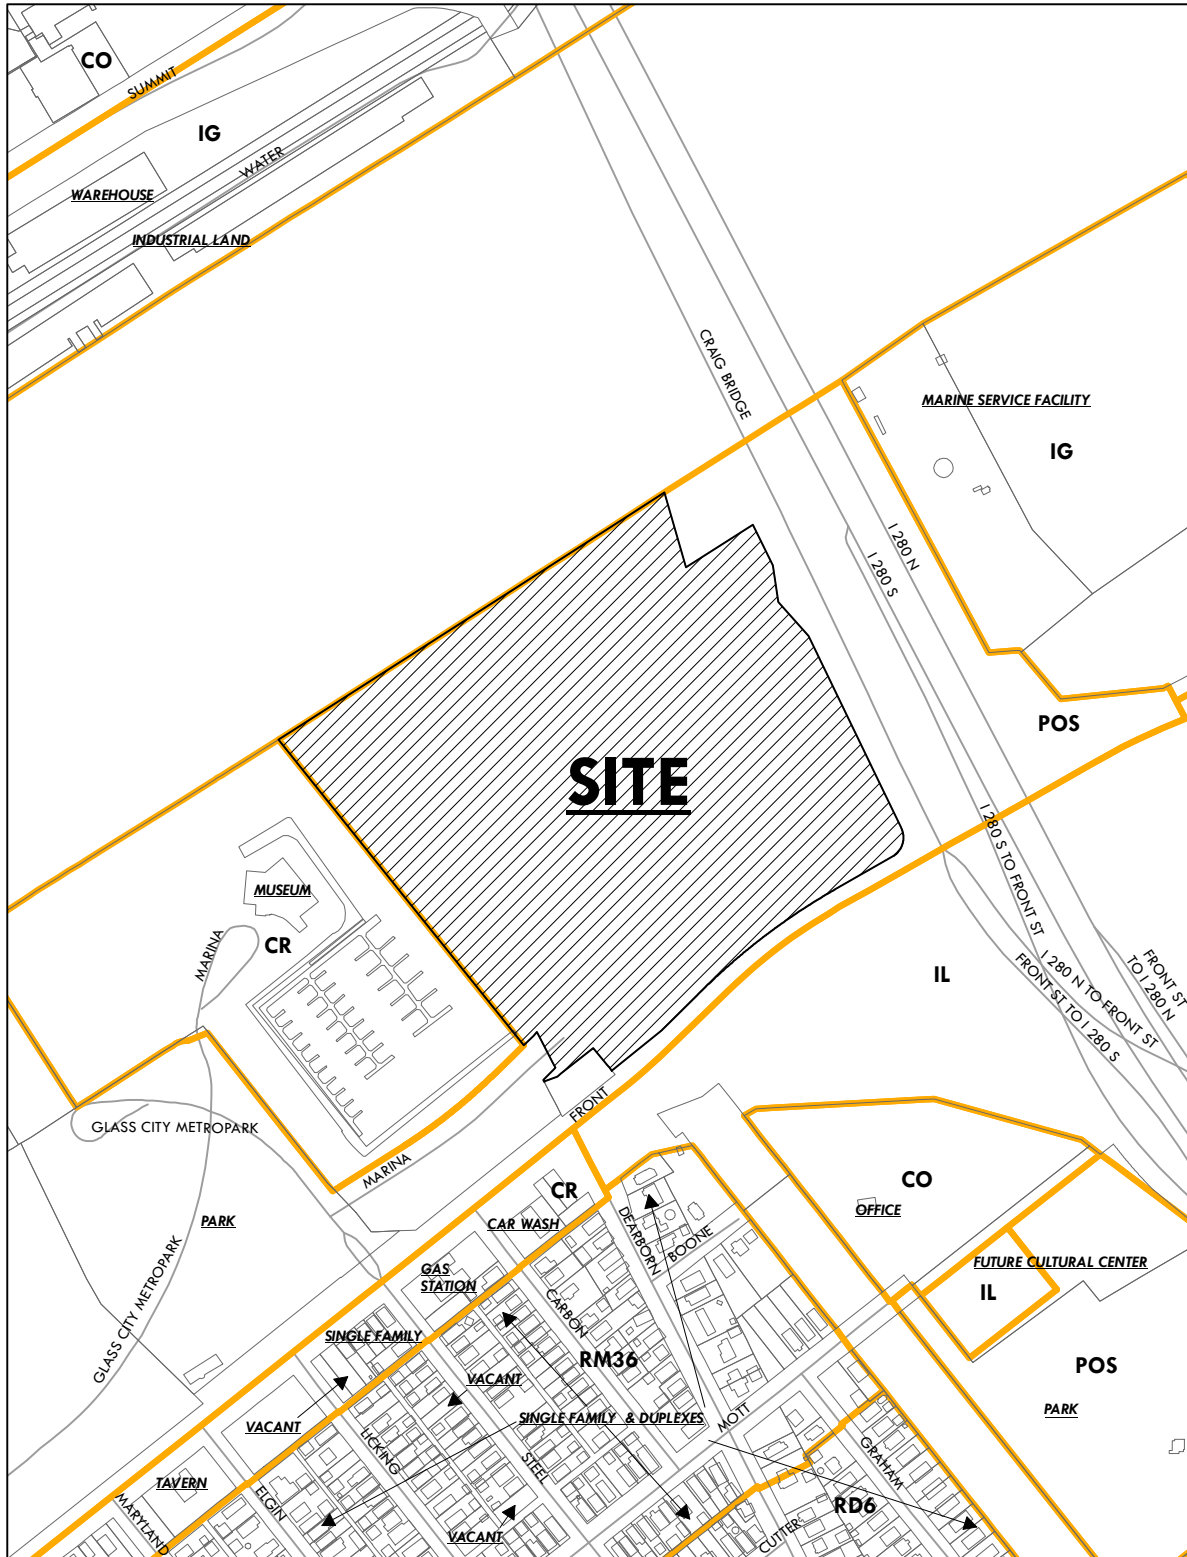 CO
SUMMIT
IG
WATER
WAREHOUSE
INDUSTRIAL LAND
CRAIG BRIDGE
MARINE SERVICE FACILITY
IG
I 280 N
I 280 S
POS
SITE
I 280 S TO FRONT ST
MUSEUM
CR
MARINA
IL
FRONT ST
TO I 280 N
I 280 N TO FRONT ST
FRONT ST TO I 280 S
FRONT
GLASS CITY METROPARK
MARINA
CO
OFFICE
CR
CAR WASH
DEARBORN
BOONE
PARK
GAS
STATION
FUTURE CULTURAL CENTER
IL
GLASS CITY METROPARK
CARBON
SINGLE FAMILY
RM36
POS
VACANT
PARK
SINGLE FAMILY & DUPLEXES
MOTT
VACANT
LICKING
STEEL
GRAHAM
TAVERN
ELGIN
MARYLAND
RD6
VACANT
CUTTER